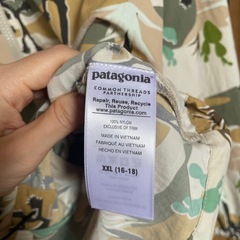 patagonia
COMMON THREADS
PARTNERSHIP
Repair, Reuse, Recycle
This Product
patagonia.com
100% NYLON
EXCLUSIVE OF TRIM
MADE IN VIETNAM
FABRIQUÉ AU VIETNAM
HECHO EN VIETNAM
XXL (16-18)